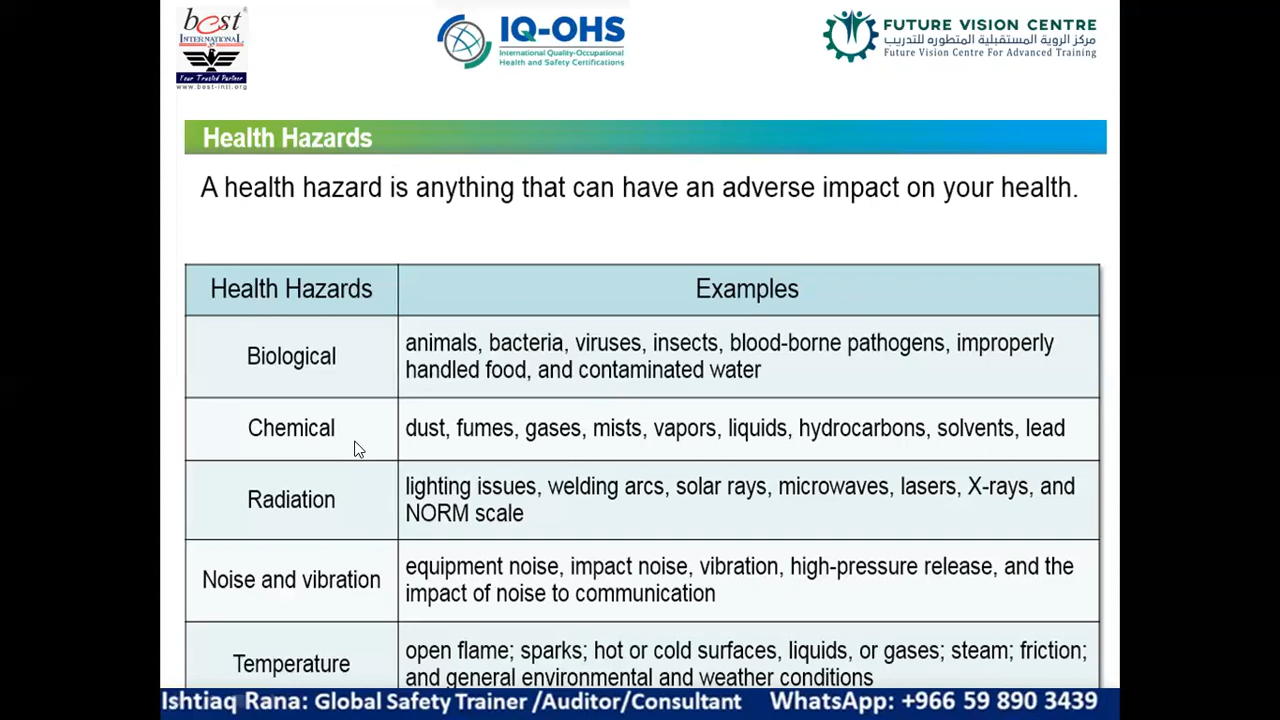 best
INTERNATIONAL
Your Trusted Partner
www.best-intl.org
IQ-OHS
International Quality-Occupational
Health and Safety Certifications
FUTURE VISION CENTRE
مركز الروية المستقبلية المتطوره للتدريب
Future Vision Centre For Advanced Training
Health Hazards
A health hazard is anything that can have an adverse impact on your health.
Health Hazards
Examples
Biological
animals, bacteria, viruses, insects, blood-borne pathogens, improperly
handled food, and contaminated water
Chemical
dust, fumes, gases, mists, vapors, liquids, hydrocarbons, solvents, lead
Radiation
lighting issues, welding arcs, solar rays, microwaves, lasers, X-rays, and
NORM scale
Noise and vibration
equipment noise, impact noise, vibration, high-pressure release, and the
impact of noise to communication
Temperature
open flame; sparks; hot or cold surfaces, liquids, or gases; steam; friction;
and general environmental and weather conditions
Ishtiaq Rana: Global Safety Trainer /Auditor/Consultant WhatsApp: +966 59 890 3439